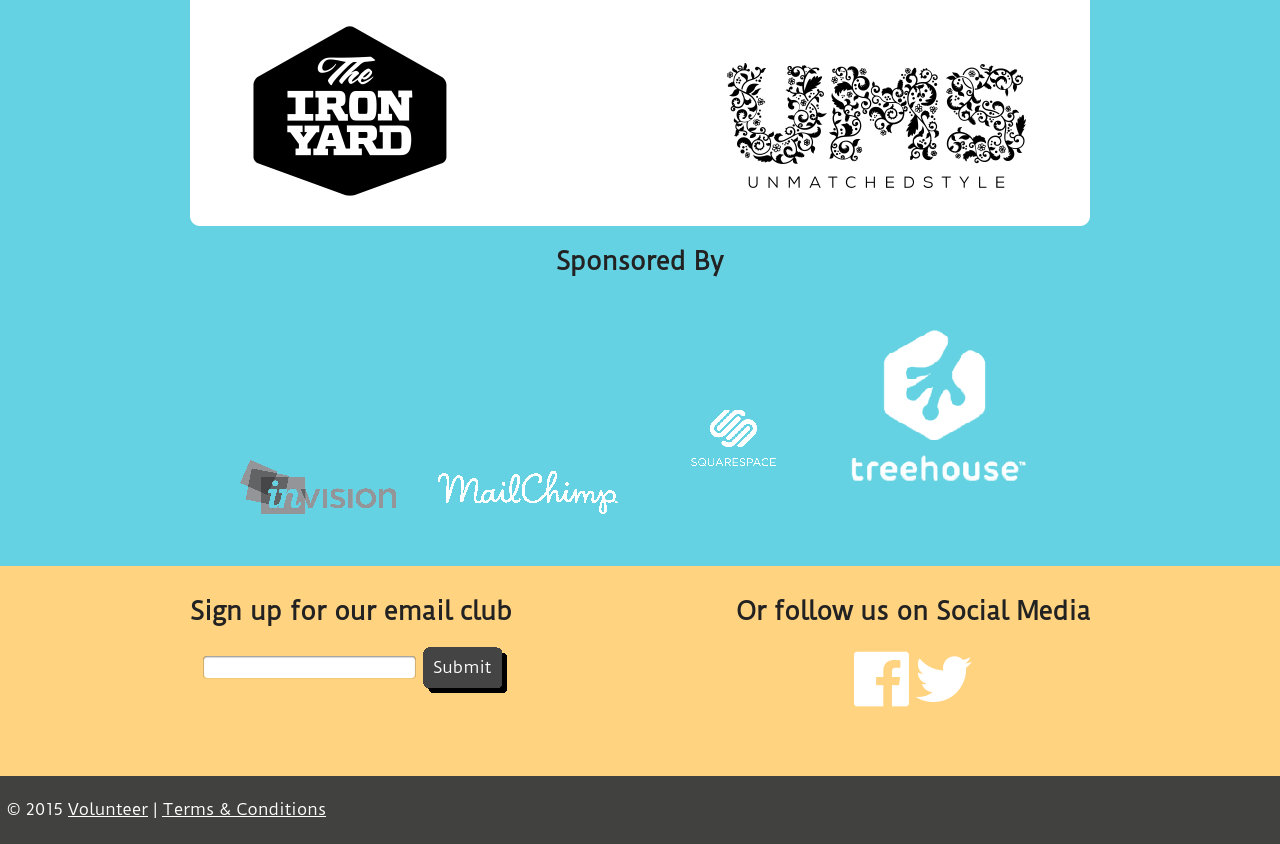 The
IRON
YARD
UMS
UNMATCHEDSTYLE
Sponsored By
invision
MailChimp
SQUARESPACE
treehouse™
Sign up for our email club
Or follow us on Social Media
Submit
© 2015 Volunteer | Terms & Conditions